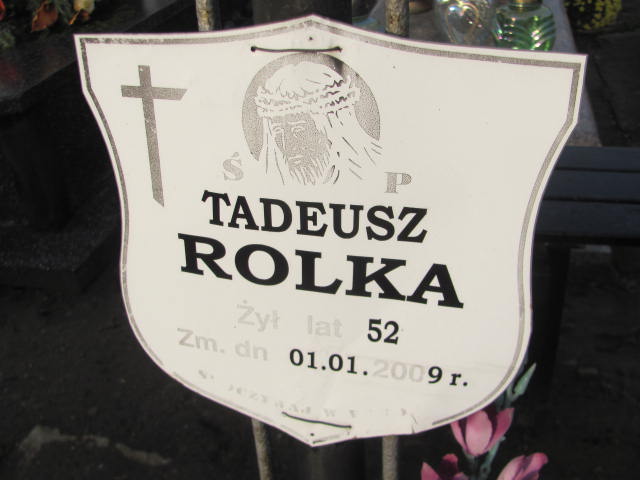 Ś P
TADEUSZ
ROLKA
Żył lat 52
Zm. dn 01.01.2009 r.